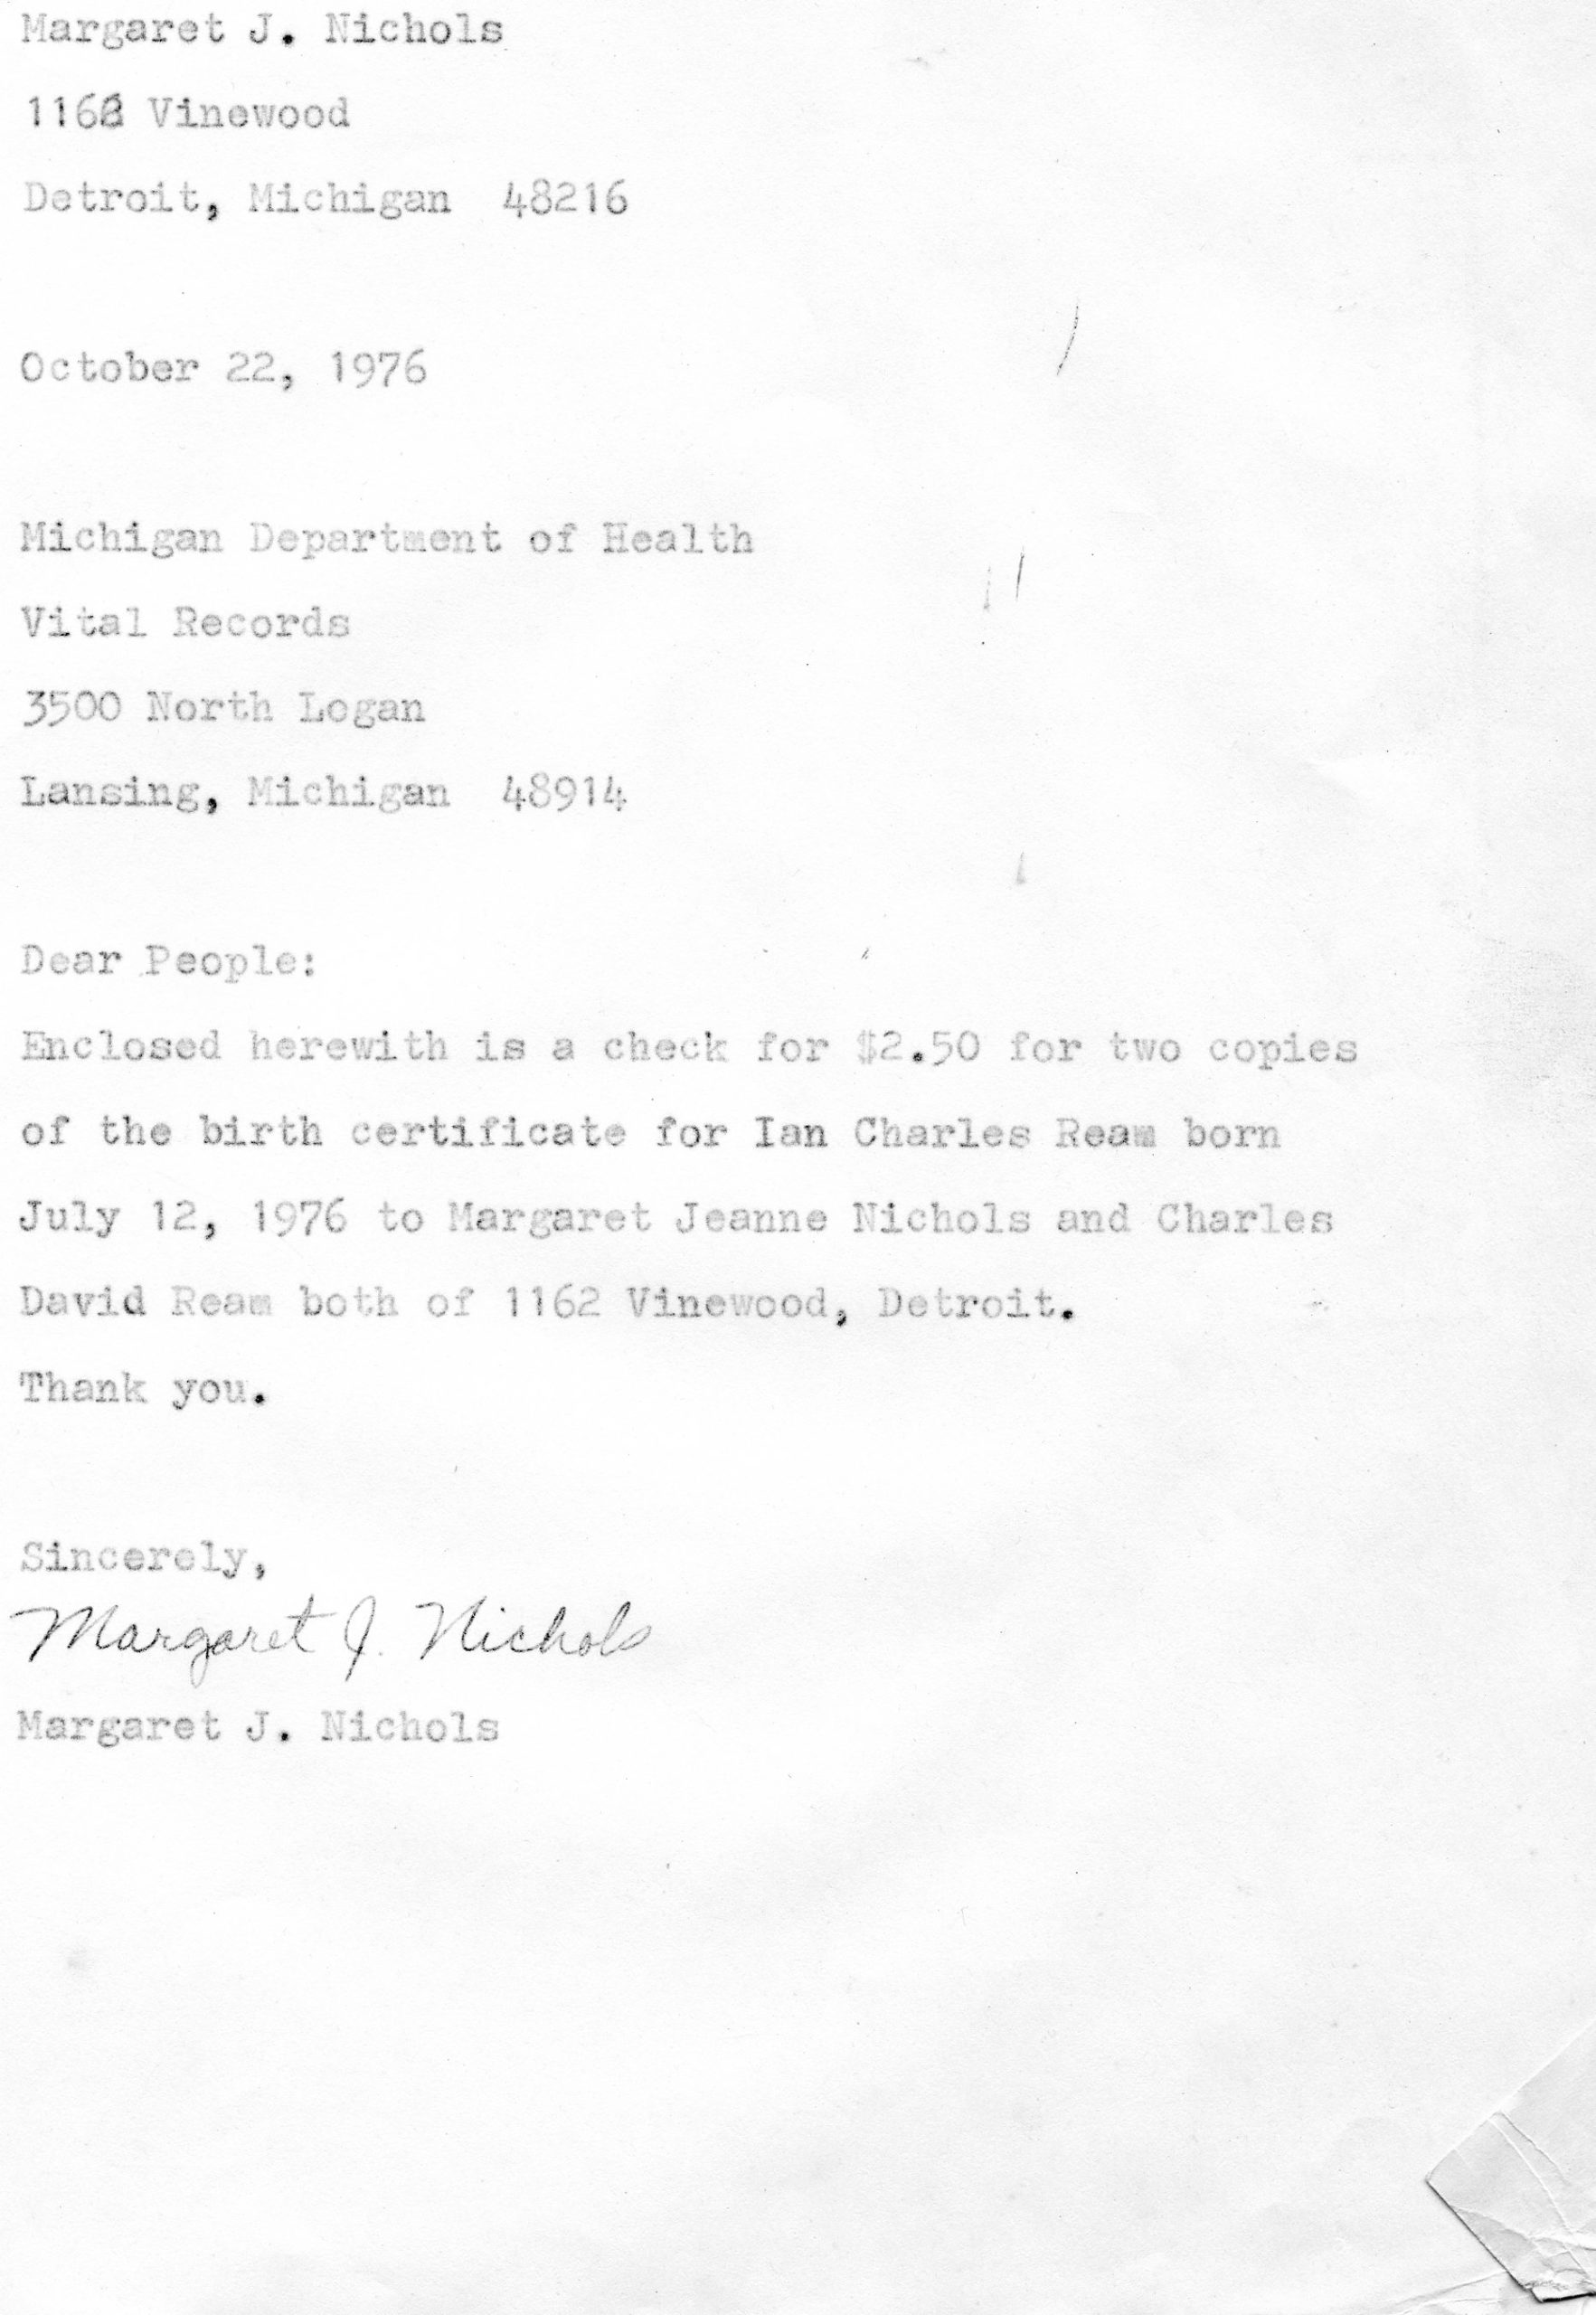 Margaret J. Nichols
1162 Vinewood
Detroit, Michigan 48216
October 22, 1976
Michigan Department of Health
Vital Records
3500 North Logan
Lansing, Michigan 48914
Dear People:
Enclosed herewith is a check for $2.50 for two copies
of the birth certificate for Ian Charles Ream born
July 12, 1976 to Margaret Jeanne Nichols and Charles
David Ream both of 1162 Vinewood, Detroit.
Thank you.
Sincerely,
Margaret J. Nichols
Margaret J. Nichols